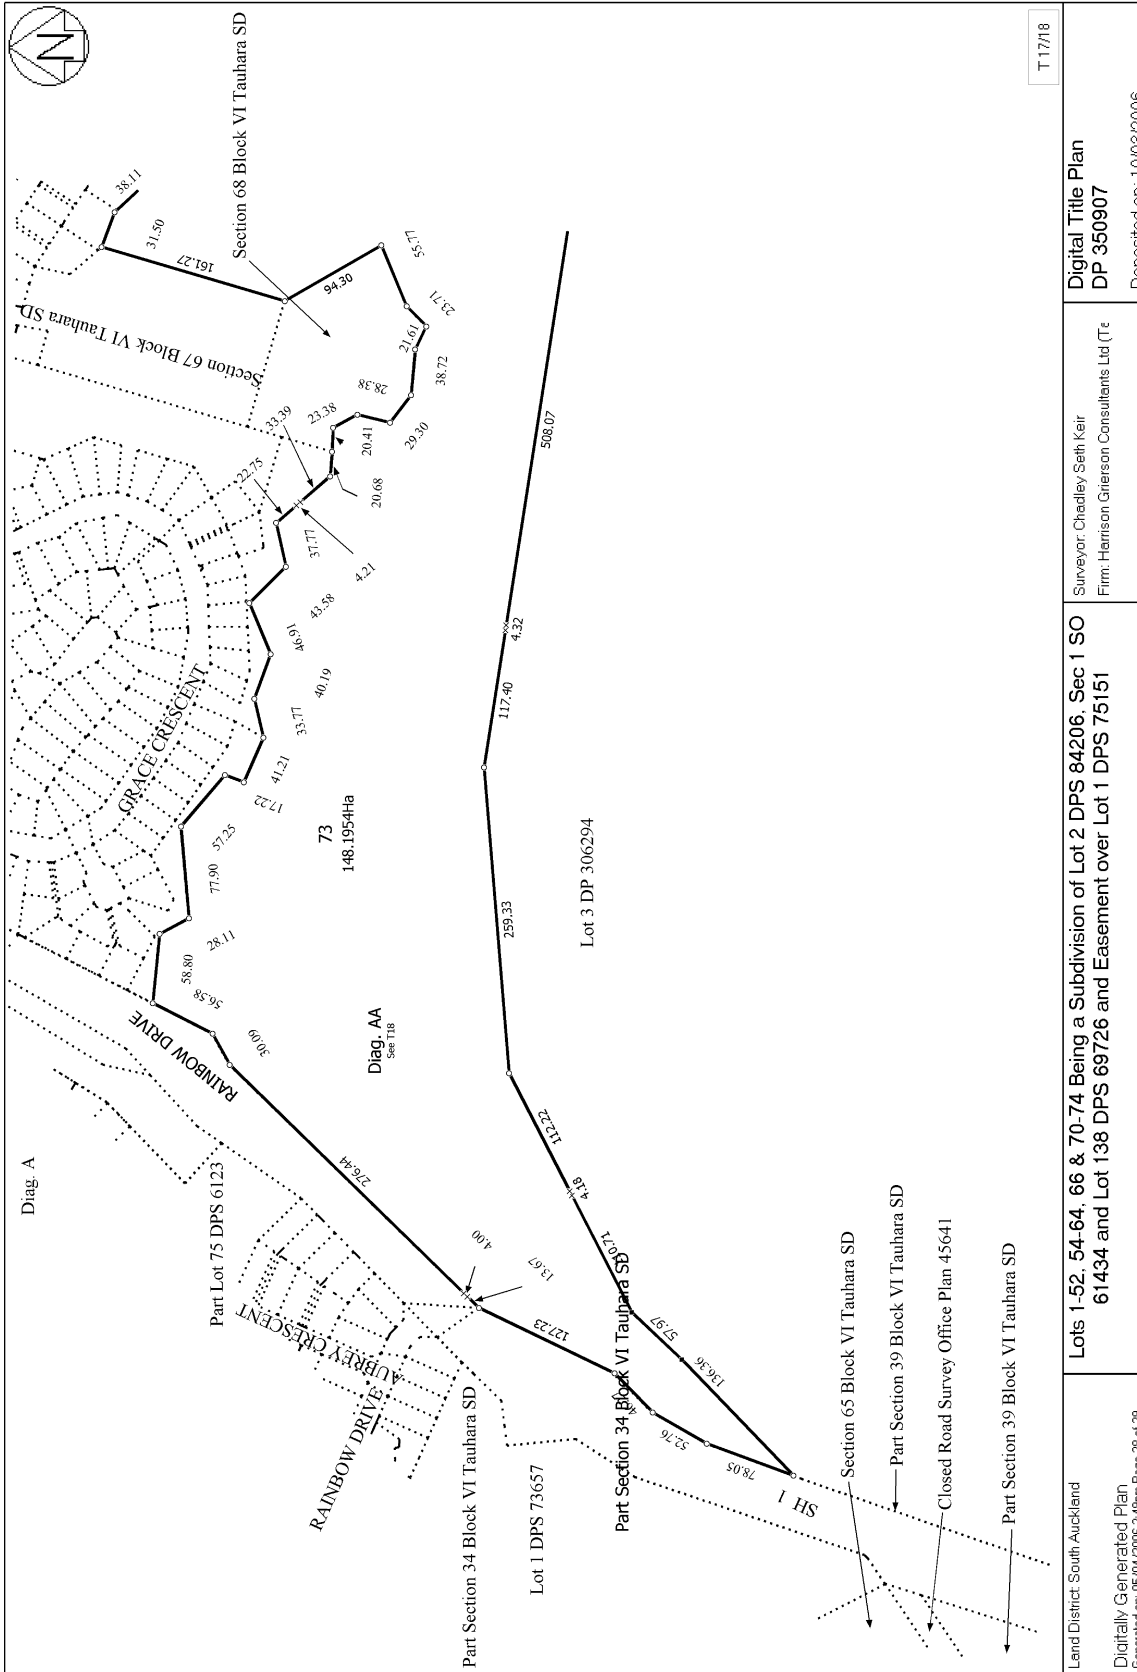 Diag. A
Part Lot 75 DPS 6123
AUBREY CRESCENT
RAINBOW DRIVE
Part Section 34 Block VI Tauhara SD
Lot 1 DPS 73657
Part Section 34 Block VI Tauhara SD
SH 1
Section 65 Block VI Tauhara SD
Part Section 39 Block VI Tauhara SD
Closed Road Survey Office Plan 45641
Part Section 39 Block VI Tauhara SD
RAINBOW DRIVE
GRACE CRESCENT
Section 67 Block VI Tauhara SD
Section 68 Block VI Tauhara SD
N
73
148.1954Ha
Diag. AA
See T18
Lot 3 DP 306294
78.05
52.76
127.23
13.67
4.00
276.44
30.09
56.58
58.80
28.11
77.90
57.25
17.22
41.21
33.77
40.19
46.91
43.58
37.77
22.75
4.21
33.39
20.68
20.41
23.38
28.38
29.30
38.72
21.61
23.71
55.77
94.30
161.27
31.50
38.11
136.36
57.97
4.18
112.22
259.33
117.40
4.32
508.07
T 17/18
Land District: South Auckland
Digitally Generated Plan
Lots 1-52, 54-64, 66 & 70-74 Being a Subdivision of Lot 2 DPS 84206, Sec 1 SO
61434 and Lot 138 DPS 69726 and Easement over Lot 1 DPS 75151
Surveyor: Chadley Seth Keir
Firm: Harrison Grierson Consultants Ltd
Digital Title Plan
DP 350907